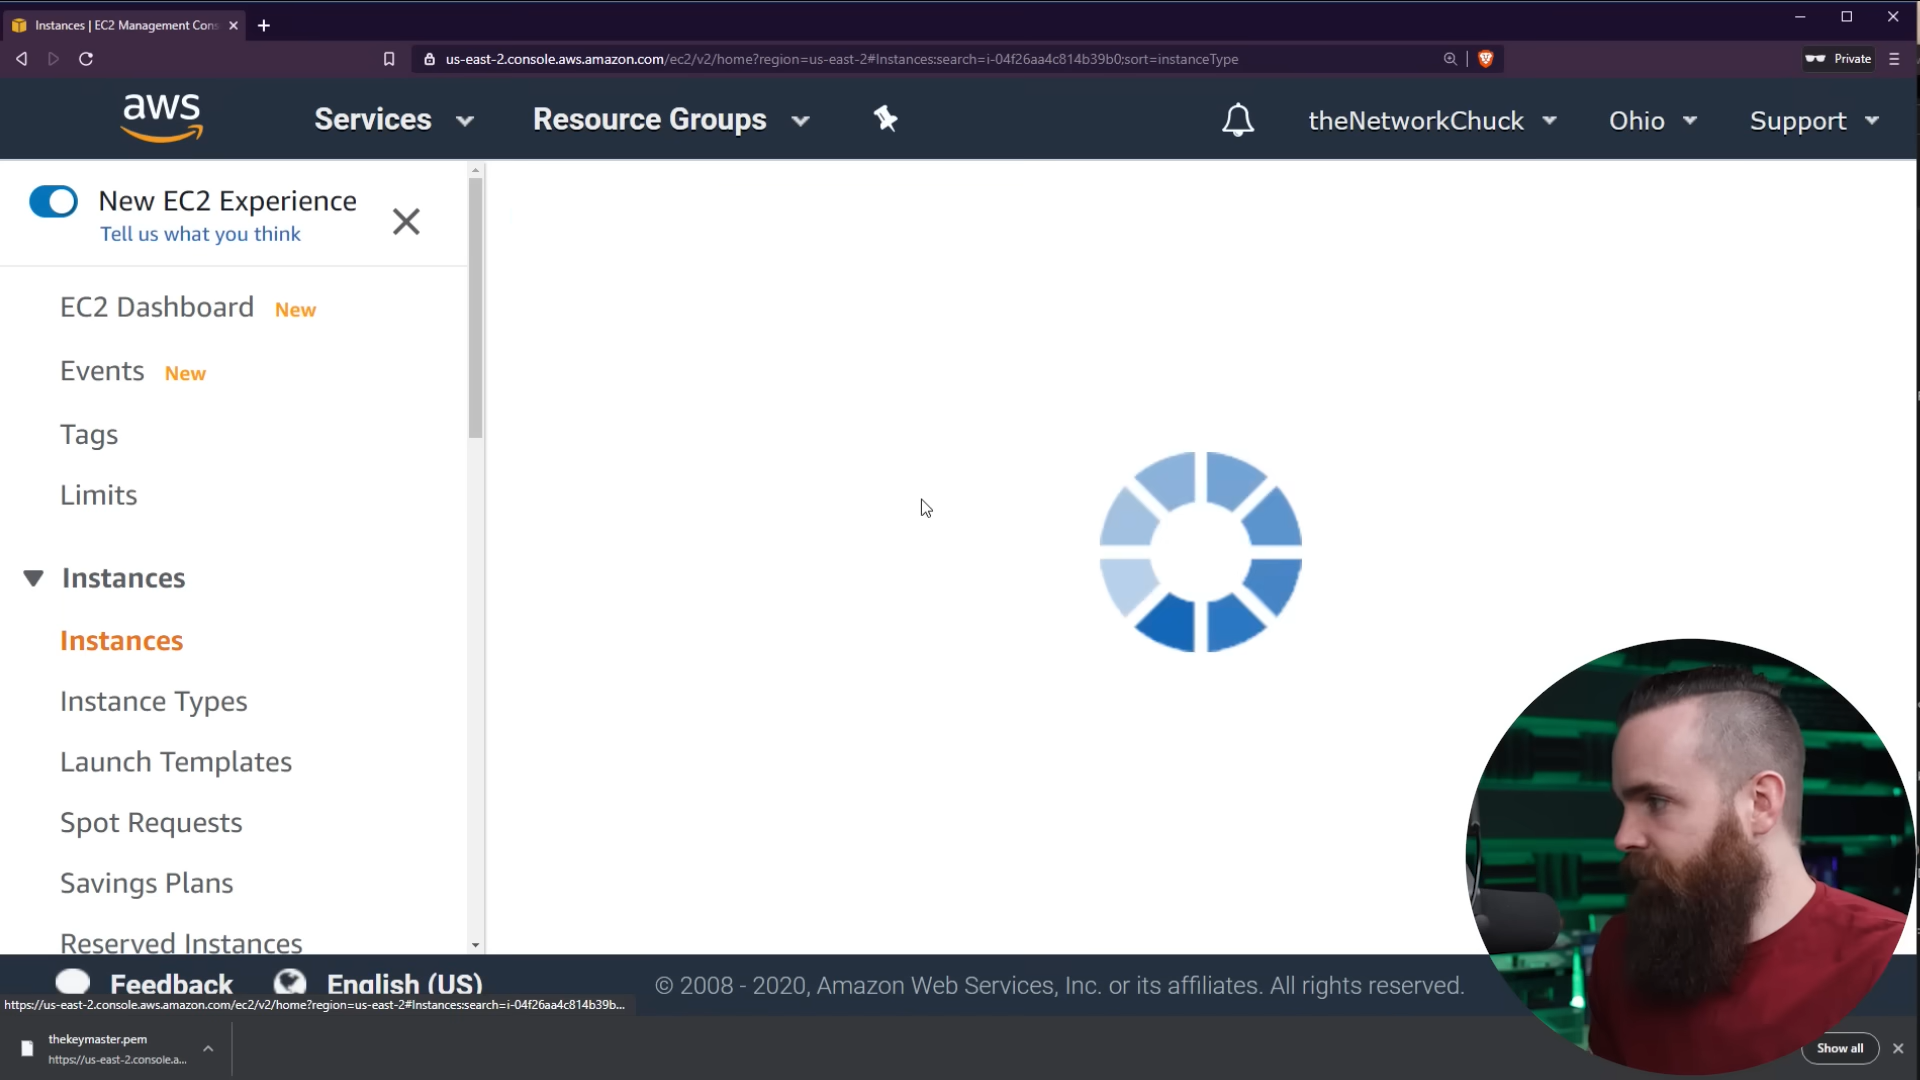 Instances | EC2 Management Con
us-east-2.console.aws.amazon.com/ec2/v2/home?region=us-east-2#Instances:search=i-04f26aa4c814b39b0;sort=instanceType
Private
aws
Services
Resource Groups
theNetworkChuck
Ohio
Support
New EC2 Experience
Tell us what you think
EC2 Dashboard New
Events New
Tags
Limits
Instances
Instances
Instance Types
Launch Templates
Spot Requests
Savings Plans
Reserved Instances
Feedback
English (US)
© 2008 - 2020, Amazon Web Services, Inc. or its affiliates. All rights reserved.
https://us-east-2.console.aws.amazon.com/ec2/v2/home?region=us-east-2#Instances:search=i-04f26aa4c814b39b...
thekeymaster.pem
https://us-east-2.console.a...
Show all